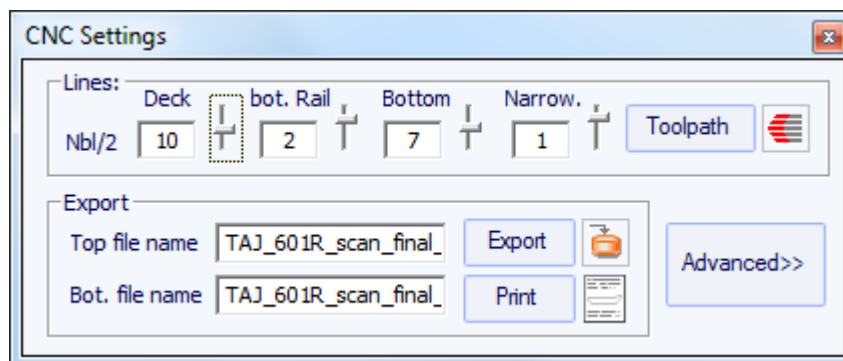 CNC Settings
Lines:
Deck bot. Rail Bottom Narrow.
Nbl/2 10 2 7 1 Toolpath
Export
Top file name TAJ_601R_scan_final_ Export
Bot. file name TAJ_601R_scan_final_ Print
Advanced>>